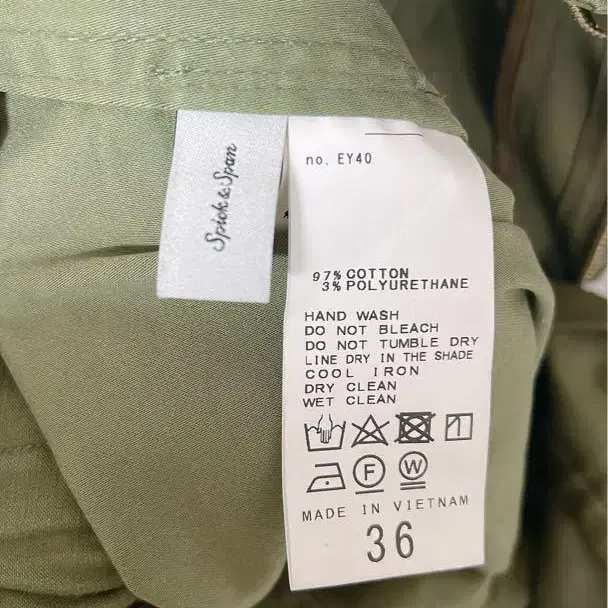 Spick & Span
no. EY40
97% COTTON
3% POLYURETHANE
HAND WASH
DO NOT BLEACH
DO NOT TUMBLE DRY
LINE DRY IN THE SHADE
COOL IRON
DRY CLEAN
WET CLEAN
F W
MADE IN VIETNAM
36